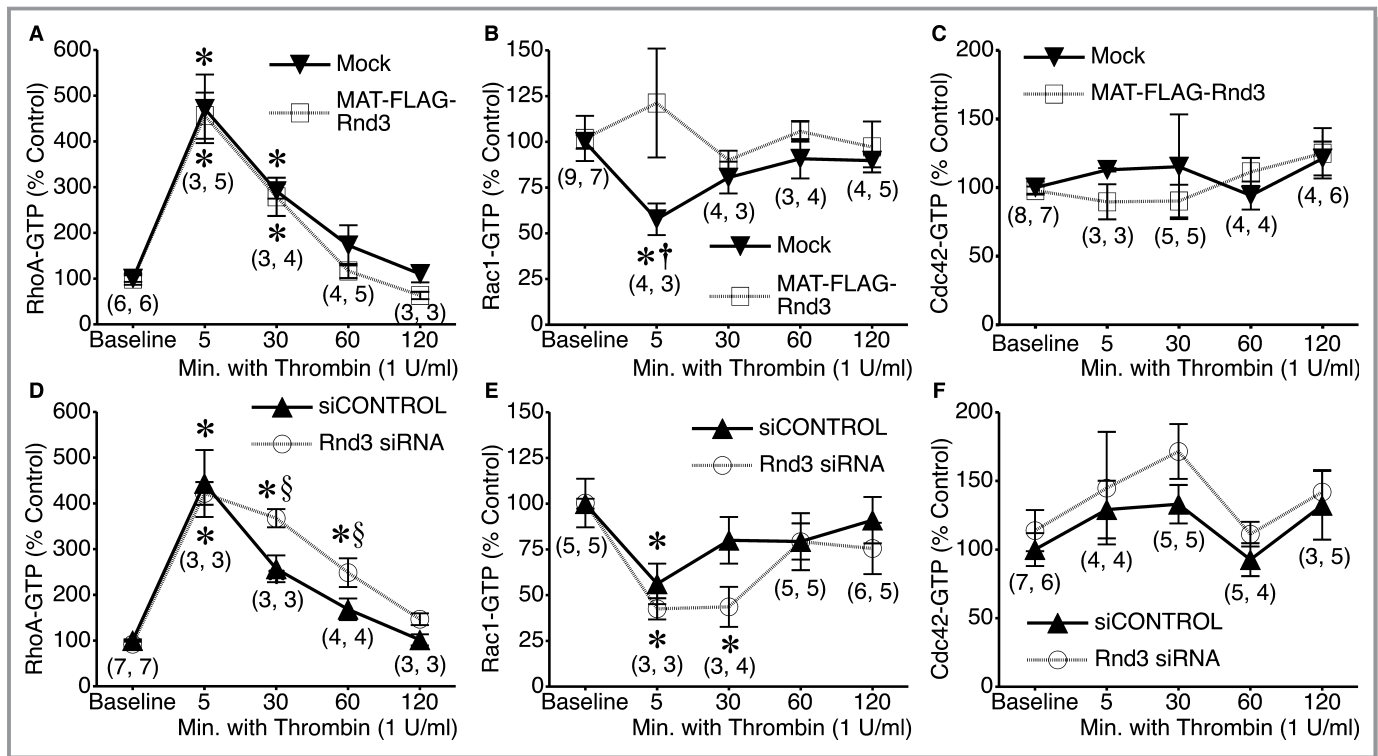 A
600
500
400
300
200
100
0
RhoA-GTP (% Control)
Mock
MAT-FLAG-
Rnd3
*
*
(3, 5)
*
*
(3, 4)
(6, 6)
(4, 5)
(3, 3)
Baseline 5 30 60 120
Min. with Thrombin (1 U/ml)
B
150
125
100
75
50
25
0
Rac1-GTP (% Control)
(9, 7)
(4, 3)
(3, 4)
(4, 5)
*†
(4, 3)
Mock
MAT-FLAG-
Rnd3
Baseline 5 30 60 120
Min. with Thrombin (1 U/ml)
C
200
150
100
50
0
Cdc42-GTP (% Control)
Mock
MAT-FLAG-Rnd3
(8, 7)
(3, 3)
(5, 5)
(4, 4)
(4, 6)
Baseline 5 30 60 120
Min. with Thrombin (1 U/ml)
D
600
500
400
300
200
100
0
RhoA-GTP (% Control)
siCONTROL
Rnd3 siRNA
*
*§
*§
*
(3, 3)
(3, 3)
(4, 4)
(7, 7)
(3, 3)
Baseline 5 30 60 120
Min. with Thrombin (1 U/ml)
E
150
125
100
75
50
25
0
Rac1-GTP (% Control)
siCONTROL
Rnd3 siRNA
(5, 5)
*
*
(3, 3)
*
(3, 4)
(5, 5)
(6, 5)
Baseline 5 30 60 120
Min. with Thrombin (1 U/ml)
F
200
150
100
50
0
Cdc42-GTP (% Control)
(7, 6)
(4, 4)
(5, 5)
(5, 4)
(3, 5)
siCONTROL
Rnd3 siRNA
Baseline 5 30 60 120
Min. with Thrombin (1 U/ml)